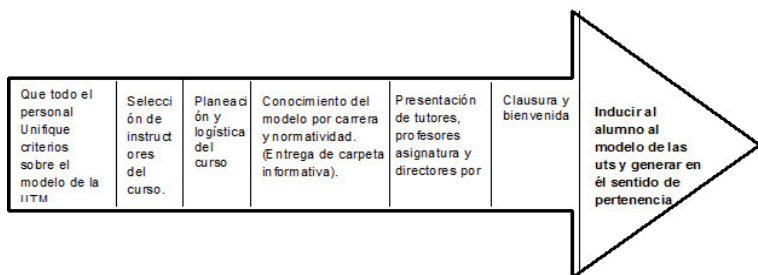 Que todo el
personal
Unifique
criterios
sobre el
modelo de la
UTM
Selecci
ón de
instruct
ores
del
curso.
Planeaci
ón y
logística
del
curso
Conocimiento del
modelo por carrera
y normatividad.
(Entrega de carpeta
informativa).
Presentación
de tutores,
profesores
asignatura y
directores por
Clausura y
bienvenida
Inducir al
alumno al
modelo de las
uts y generar en
él sentido de
pertenencia